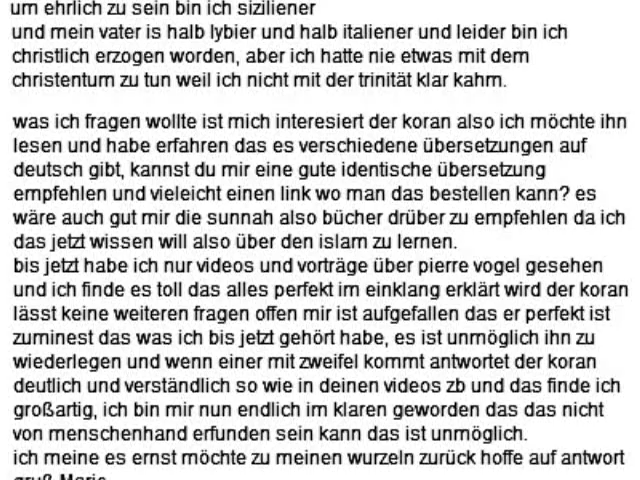 um ehrlich zu sein bin ich siziliener
und mein vater is halb lybier und halb italiener und leider bin ich
christlich erzogen worden, aber ich hatte nie etwas mit dem
christentum zu tun weil ich nicht mit der trinität klar kahm.
was ich fragen wollte ist mich interesiert der koran also ich möchte ihn
lesen und habe erfahren das es verschiedene übersetzungen auf
deutsch gibt, kannst du mir eine gute identische übersetzung
empfehlen und vieleicht einen link wo man das bestellen kann? es
wäre auch gut mir die sunnah also bücher drüber zu empfehlen da ich
das jetzt wissen will also über den islam zu lernen.
bis jetzt habe ich nur videos und vorträge über pierre vogel gesehen
und ich finde es toll das alles perfekt im einklang erklärt wird der koran
lässt keine weiteren fragen offen mir ist aufgefallen das er perfekt ist
zuminest das was ich bis jetzt gehört habe, es ist unmöglich ihn zu
wiederlegen und wenn einer mit zweifel kommt antwortet der koran
deutlich und verständlich so wie in deinen videos zb und das finde ich
großartig, ich bin mir nun endlich im klaren geworden das das nicht
von menschenhand erfunden sein kann das ist unmöglich.
ich meine es ernst möchte zu meinen wurzeln zurück hoffe auf antwort
gruß